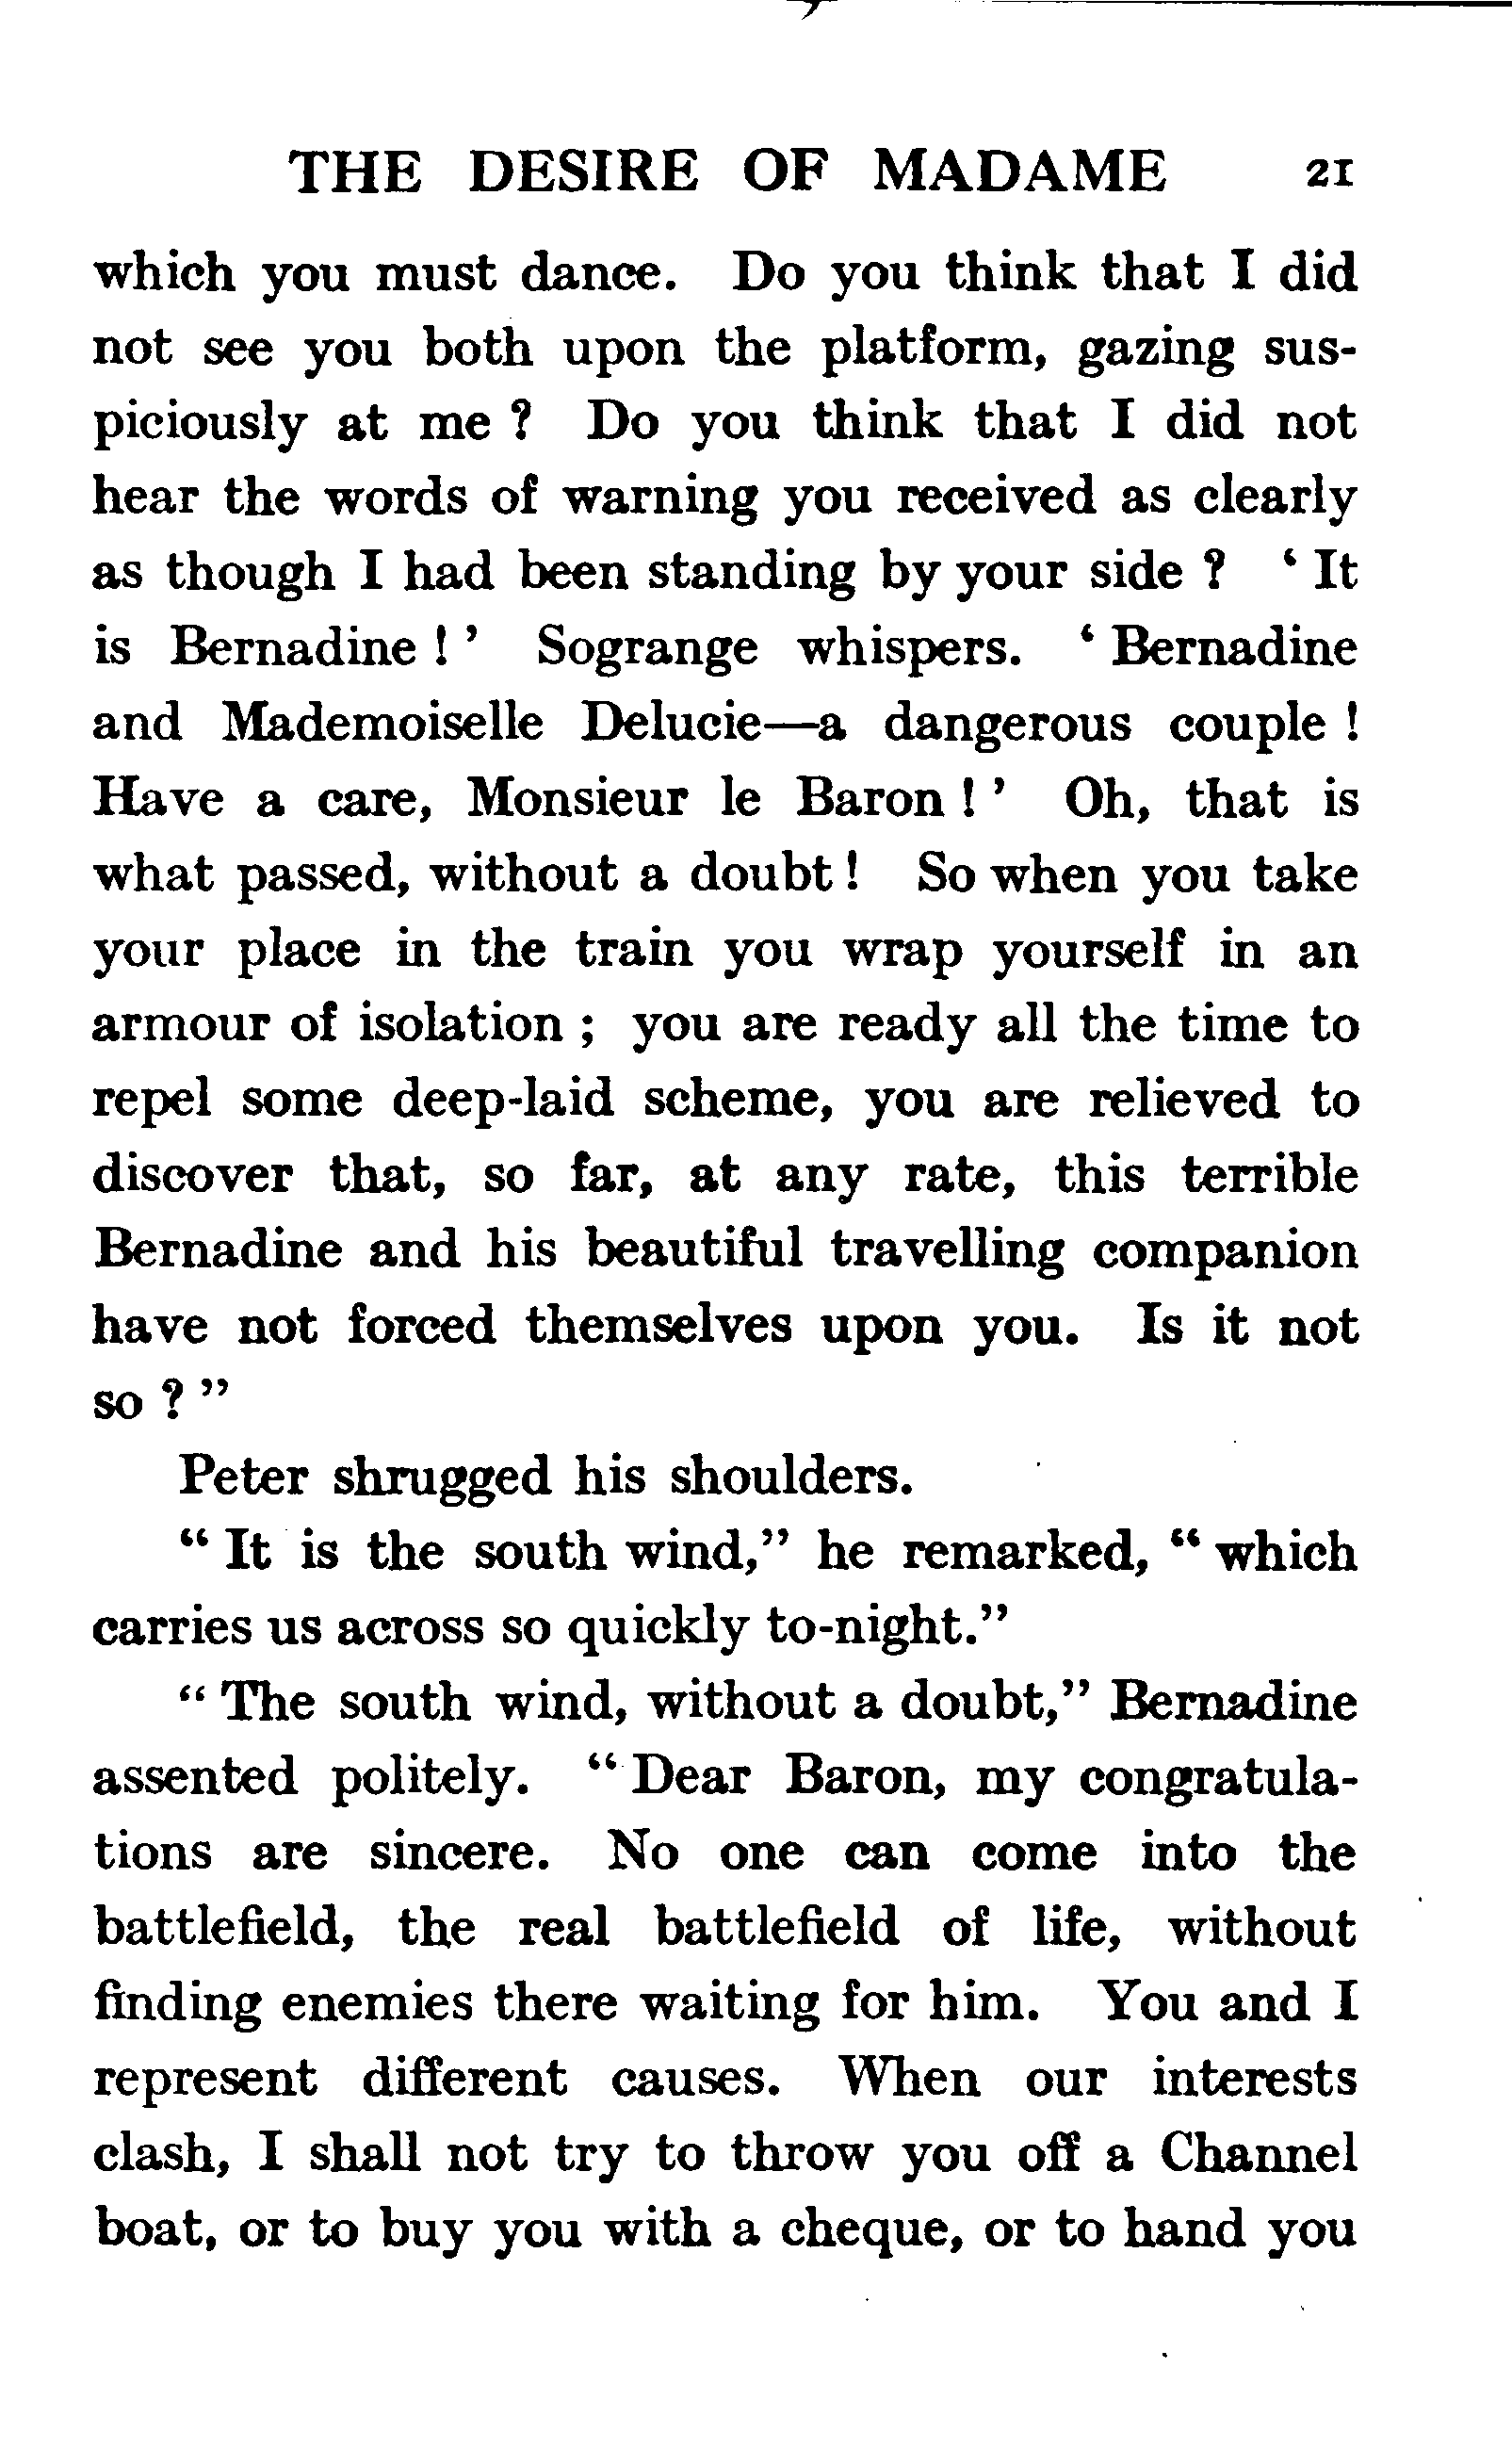 THE DESIRE OF MADAME 21
which you must dance. Do you think that I did
not see you both upon the platform, gazing sus-
piciously at me ? Do you think that I did not
hear the words of warning you received as clearly
as though I had been standing by your side ? ‘ It
is Bernadine ! ’ Sogrange whispers. ‘ Bernadine
and Mademoiselle Delucie—a dangerous couple !
Have a care, Monsieur le Baron ! ’ Oh, that is
what passed, without a doubt ! So when you take
your place in the train you wrap yourself in an
armour of isolation ; you are ready all the time to
repel some deep-laid scheme, you are relieved to
discover that, so far, at any rate, this terrible
Bernadine and his beautiful travelling companion
have not forced themselves upon you. Is it not
so ? ”
Peter shrugged his shoulders.
“ It is the south wind,” he remarked, “ which
carries us across so quickly to-night.”
“ The south wind, without a doubt,” Bernadine
assented politely. “ Dear Baron, my congratula-
tions are sincere. No one can come into the
battlefield, the real battlefield of life, without
finding enemies there waiting for him. You and I
represent different causes. When our interests
clash, I shall not try to throw you off a Channel
boat, or to buy you with a cheque, or to hand you